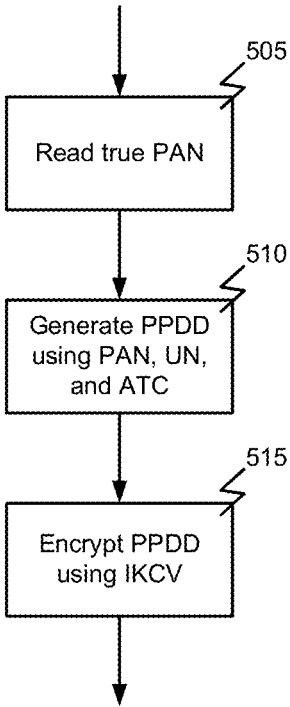 505
Read true PAN
510
Generate PPDD
using PAN, UN,
and ATC
515
Encrypt PPDD
using IKCV